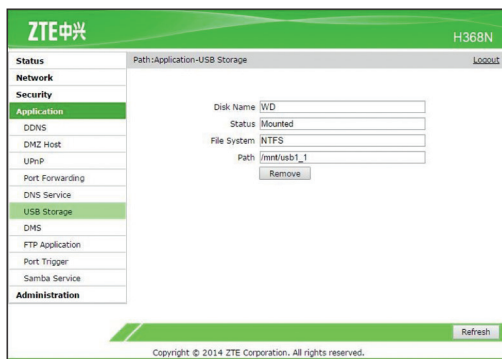 ZTE中兴
H368N
Status
Network
Security
Application
DDNS
DMZ Host
UPnP
Port Forwarding
DNS Service
USB Storage
DMS
FTP Application
Port Trigger
Samba Service
Administration
Path:Application-USB Storage Logout
Disk Name WD
Status Mounted
File System NTFS
Path /mnt/usb1_1
Remove
Refresh
Copyright © 2014 ZTE Corporation. All rights reserved.